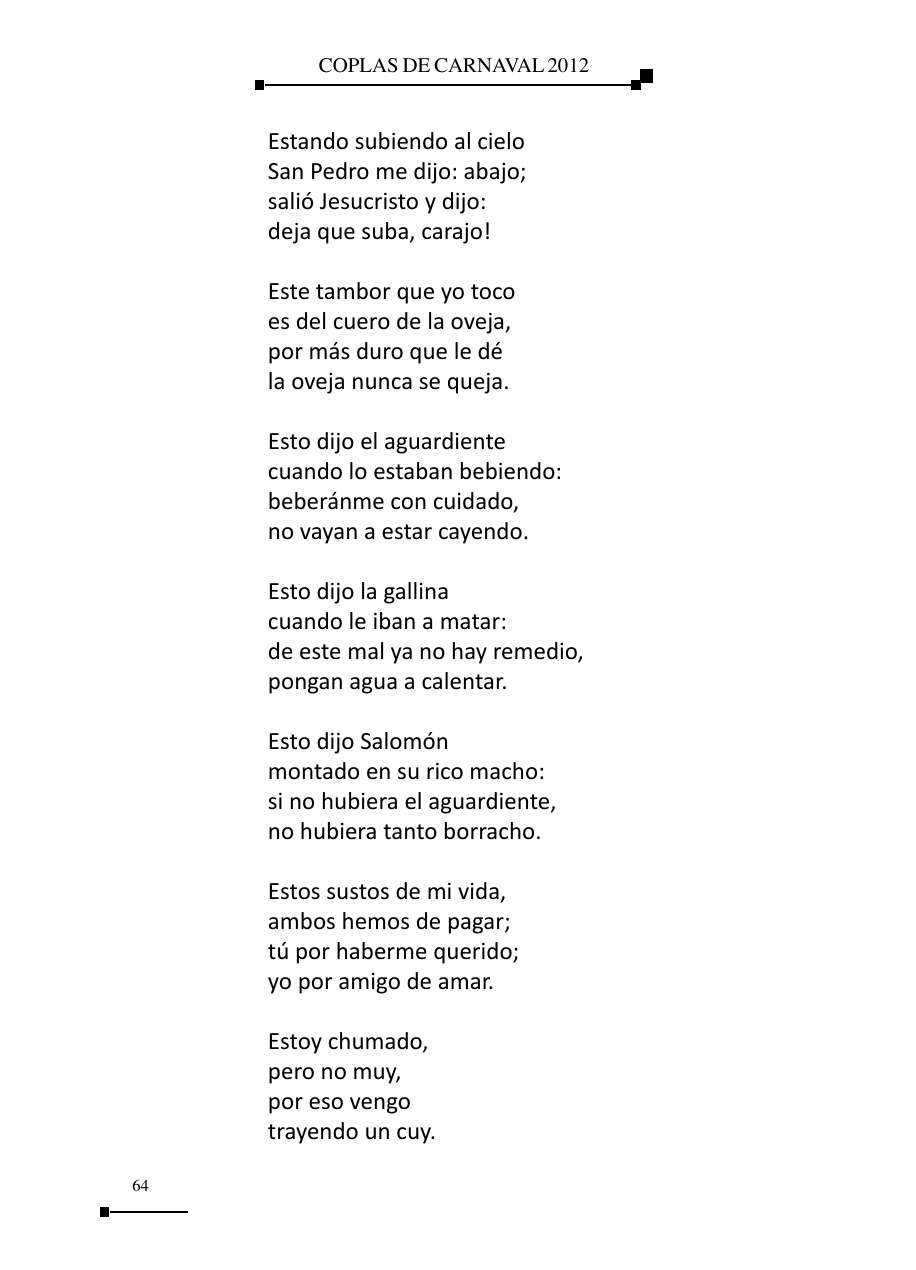 COPLAS DE CARNAVAL 2012
Estando subiendo al cielo
San Pedro me dijo: abajo;
salió Jesucristo y dijo:
deja que suba, carajo!
Este tambor que yo toco
es del cuero de la oveja,
por más duro que le dé
la oveja nunca se queja.
Esto dijo el aguardiente
cuando lo estaban bebiendo:
beberánme con cuidado,
no vayan a estar cayendo.
Esto dijo la gallina
cuando le iban a matar:
de este mal ya no hay remedio,
pongan agua a calentar.
Esto dijo Salomón
montado en su rico macho:
si no hubiera el aguardiente,
no hubiera tanto borracho.
Estos sustos de mi vida,
ambos hemos de pagar;
tú por haberme querido;
yo por amigo de amar.
Estoy chumado,
pero no muy,
por eso vengo
trayendo un cuy.
64